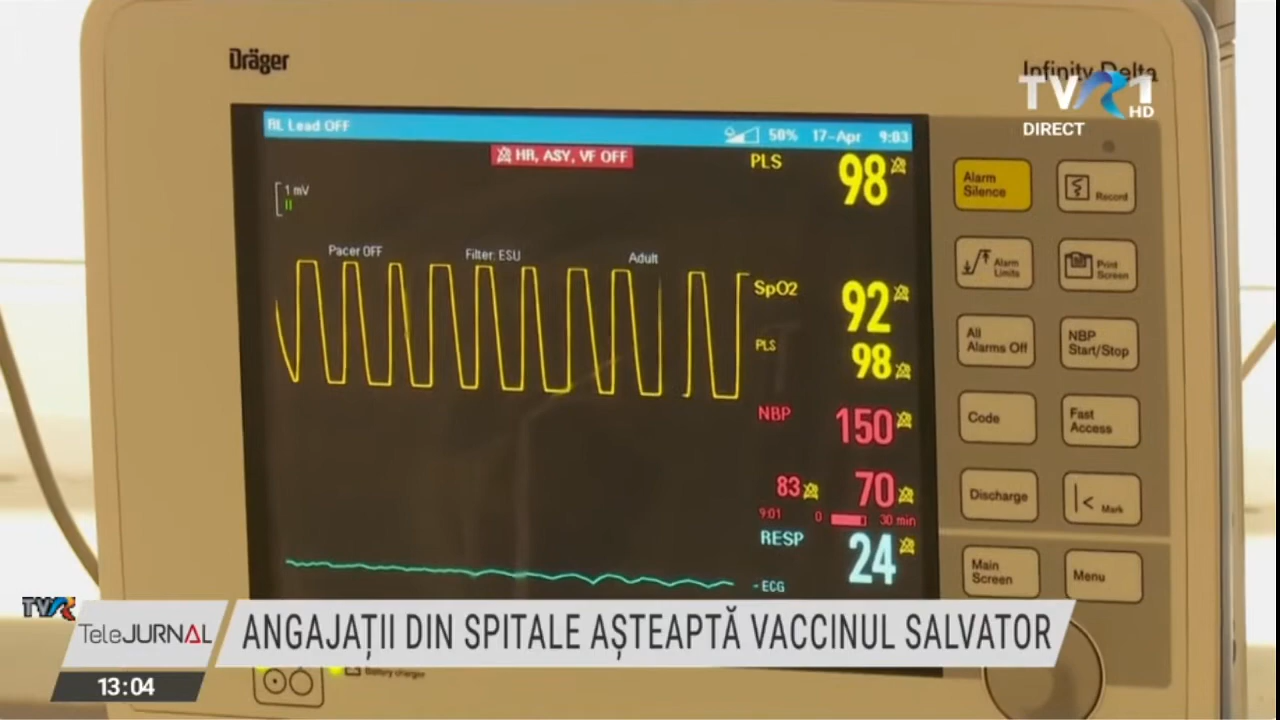 Dräger
Infinity Delta
TVR1
HD
DIRECT
RL Lead OFF
50% 17-Apr 9:03
HR, ASY, VF OFF
PLS
98
1 mV
II
Pacer OFF
Filter: ESU
Adult
SpO2
92
PLS
98
NBP
150
83
70
9:01
0
30 min
RESP
24
- ECG
Alarm
Silence
Record
Alarm
Limits
Print
Screen
All
Alarms Off
NBP
Start/Stop
Code
Fast
Access
Discharge
Mark
Main
Screen
Menu
TVR
TeleJURNAL
ANGAJAȚII DIN SPITALE AȘTEAPTĂ VACCINUL SALVATOR
13:04
Battery charger